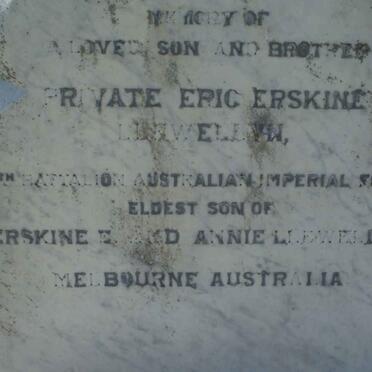 MEMORY OF
A LOVED SON AND BROTHER
PRIVATE ERIC ERSKINE
LLEWELLYN,
TH BATTALION AUSTRALIAN IMPERIAL
ELDEST SON OF
ERSKINE E. AND ANNIE
MELBOURNE AUSTRALIA